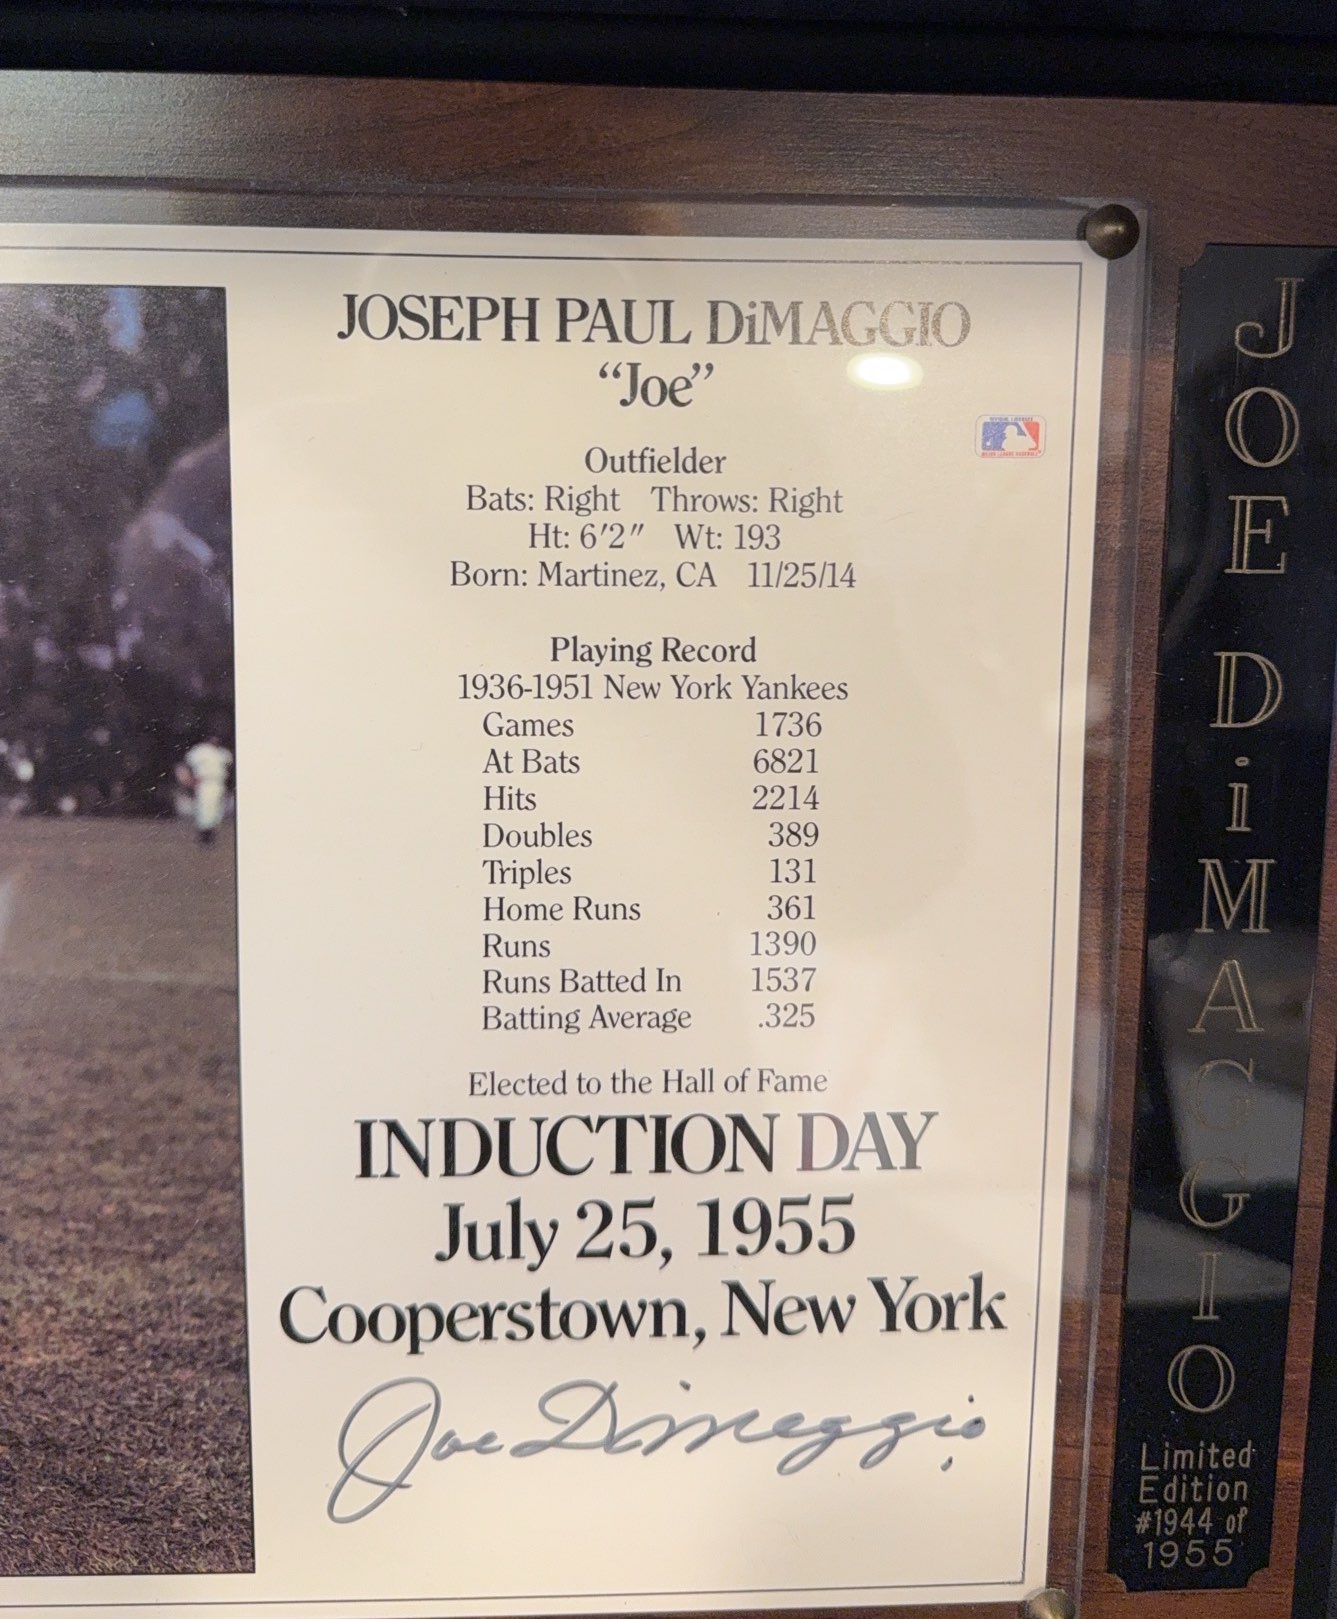 JOSEPH PAUL DiMAGGIO
“Joe”
Outfielder
Bats: Right Throws: Right
Ht: 6′2″ Wt: 193
Born: Martinez, CA 11/25/14
Playing Record
1936-1951 New York Yankees
Games 1736
At Bats 6821
Hits 2214
Doubles 389
Triples 131
Home Runs 361
Runs 1390
Runs Batted In 1537
Batting Average .325
Elected to the Hall of Fame
INDUCTION DAY
July 25, 1955
Cooperstown, New York
Joe DiMaggio
JOE DiMAGGIO
Limited
Edition
#1944 of
1955